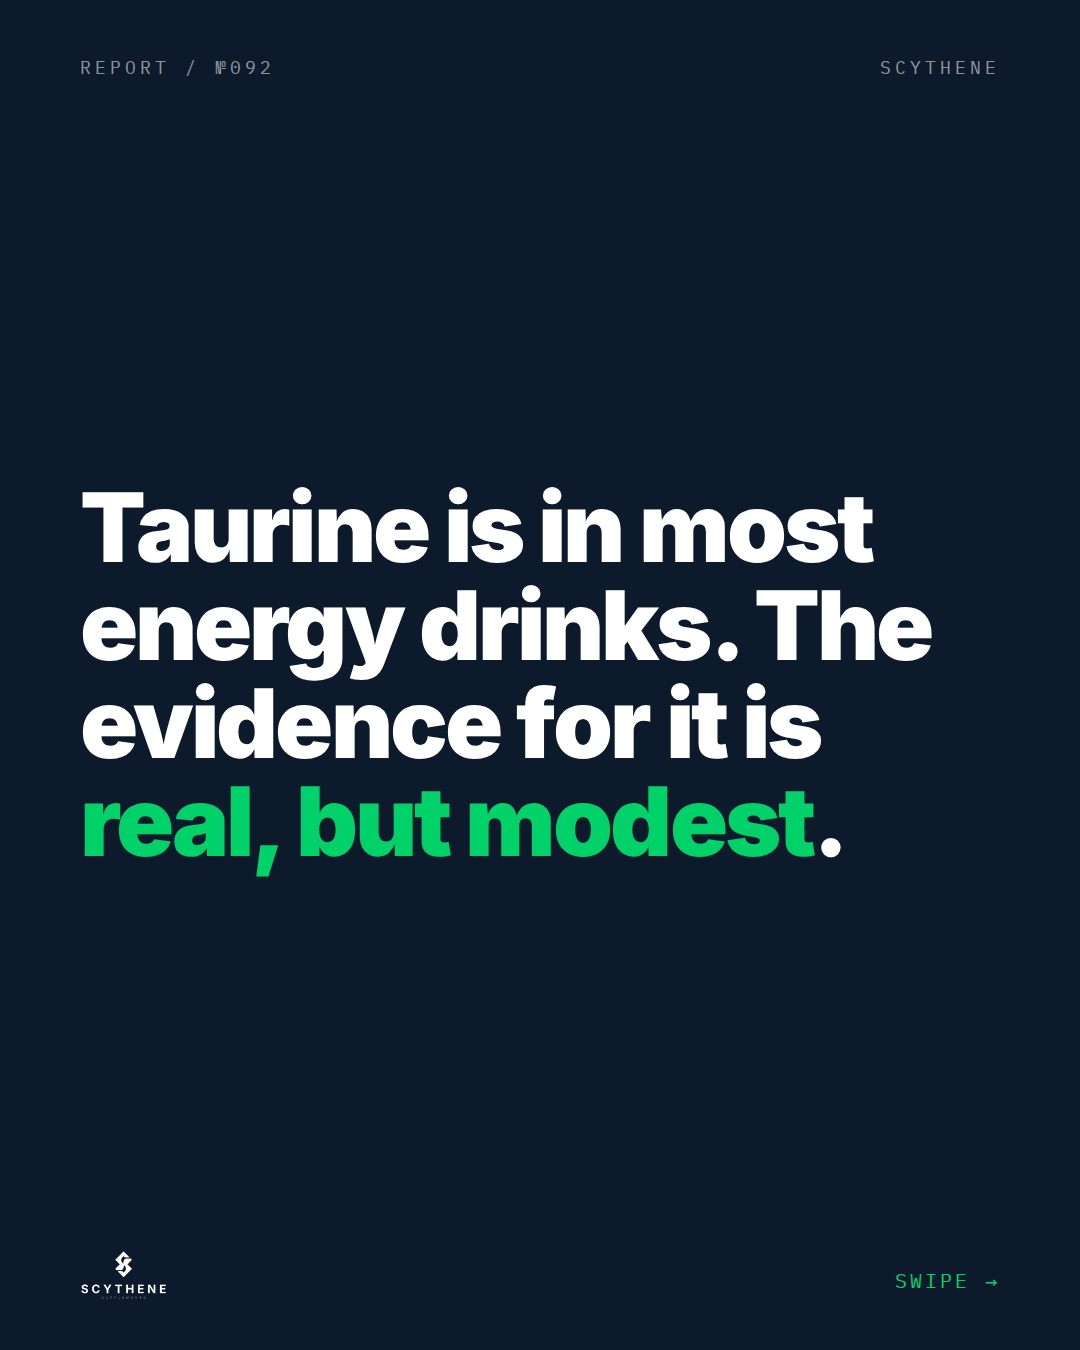 REPORT / №092
SCYTHENE
Taurine is in most
energy drinks. The
evidence for it is
real, but modest.
SCYTHENE
SWIPE →